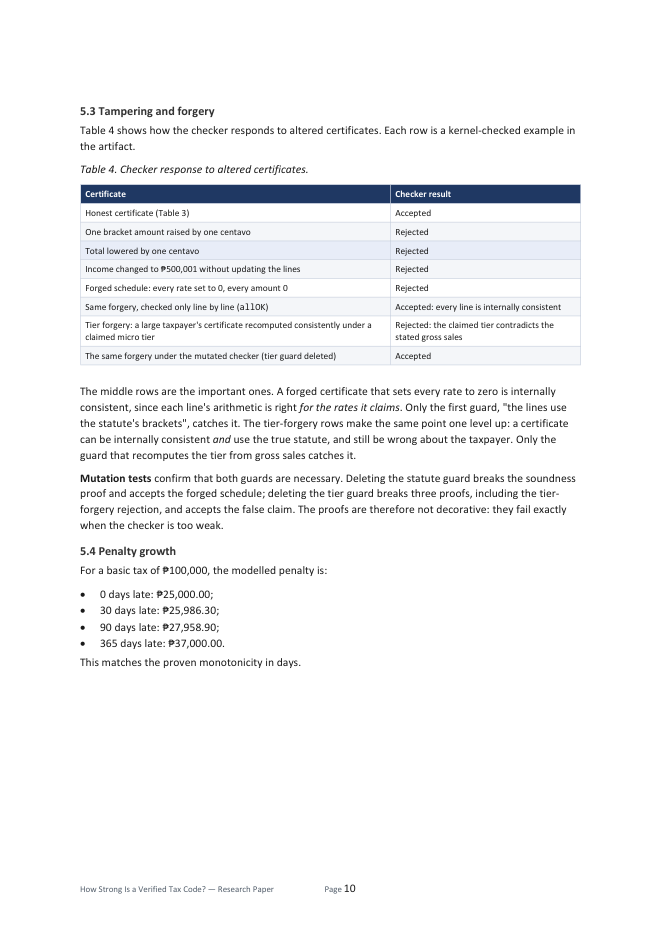 5.3 Tampering and forgery
Table 4 shows how the checker responds to altered certificates. Each row is a kernel-checked example in
the artifact.
Table 4. Checker response to altered certificates.
Certificate Checker result
Honest certificate (Table 3) Accepted
One bracket amount raised by one centavo Rejected
Total lowered by one centavo Rejected
Income changed to ₱500,001 without updating the lines Rejected
Forged schedule: every rate set to 0, every amount 0 Rejected
Same forgery, checked only line by line (allOK) Accepted: every line is internally consistent
Tier forgery: a large taxpayer's certificate recomputed consistently under a
claimed micro tier
Rejected: the claimed tier contradicts the
stated gross sales
The same forgery under the mutated checker (tier guard deleted) Accepted
The middle rows are the important ones. A forged certificate that sets every rate to zero is internally
consistent, since each line's arithmetic is right for the rates it claims. Only the first guard, "the lines use
the statute's brackets", catches it. The tier-forgery rows make the same point one level up: a certificate
can be internally consistent and use the true statute, and still be wrong about the taxpayer. Only the
guard that recomputes the tier from gross sales catches it.
Mutation tests confirm that both guards are necessary. Deleting the statute guard breaks the soundness
proof and accepts the forged schedule; deleting the tier guard breaks three proofs, including the tier-
forgery rejection, and accepts the false claim. The proofs are therefore not decorative: they fail exactly
when the checker is too weak.
5.4 Penalty growth
For a basic tax of ₱100,000, the modelled penalty is:
• 0 days late: ₱25,000.00;
• 30 days late: ₱25,986.30;
• 90 days late: ₱27,958.90;
• 365 days late: ₱37,000.00.
This matches the proven monotonicity in days.
How Strong Is a Verified Tax Code? — Research Paper Page 10